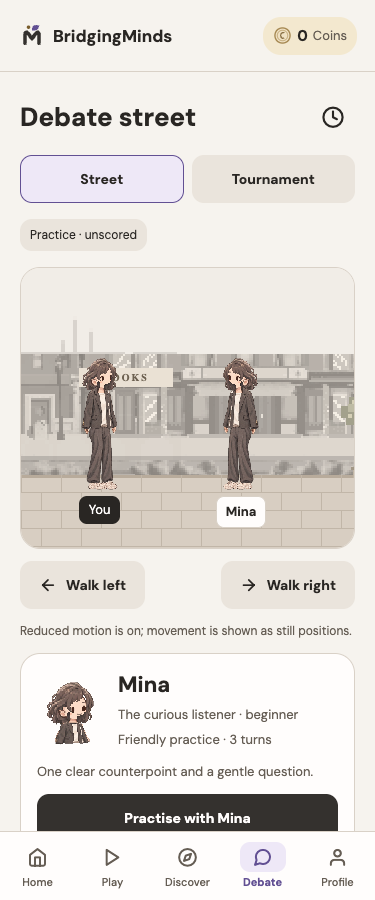 BridgingMinds
0 Coins
Debate street
Street
Tournament
Practice · unscored
OOKS
You
Mina
Walk left
Walk right
Reduced motion is on; movement is shown as still positions.
Mina
The curious listener · beginner
Friendly practice · 3 turns
One clear counterpoint and a gentle question.
Practise with Mina
Home
Play
Discover
Debate
Profile